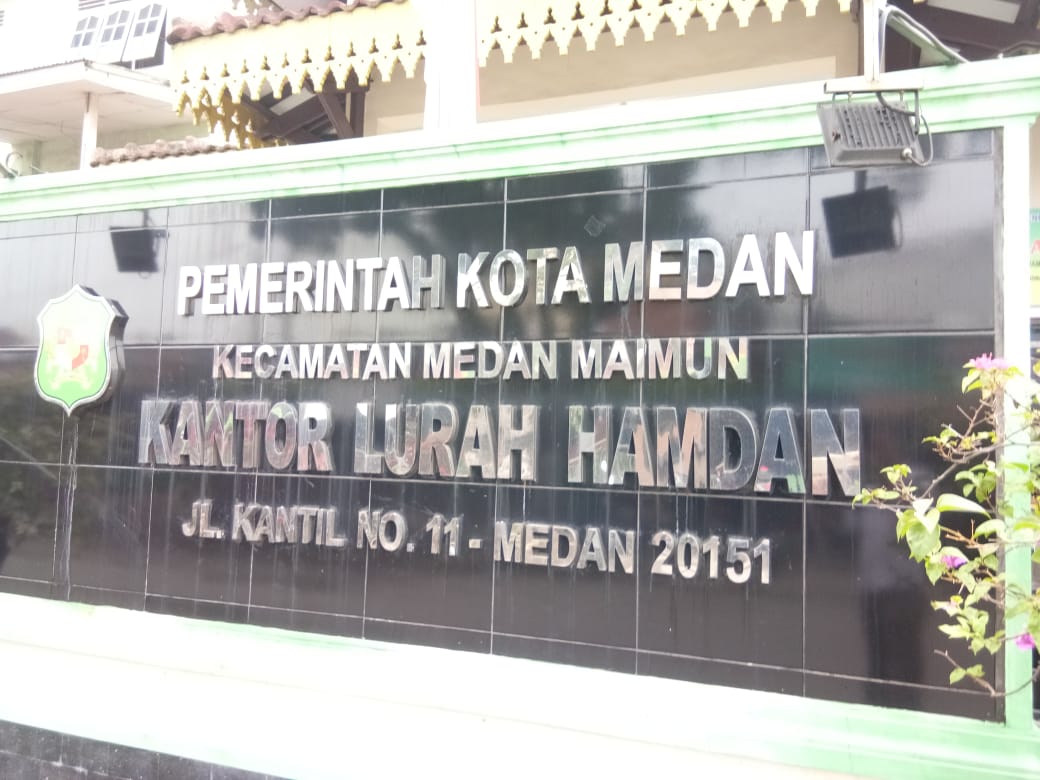 PEMERINTAH KOTA MEDAN
KECAMATAN MEDAN MAIMUN
KANTOR LURAH HAMDAN
JL. KANTIL NO. 11 - MEDAN 20151